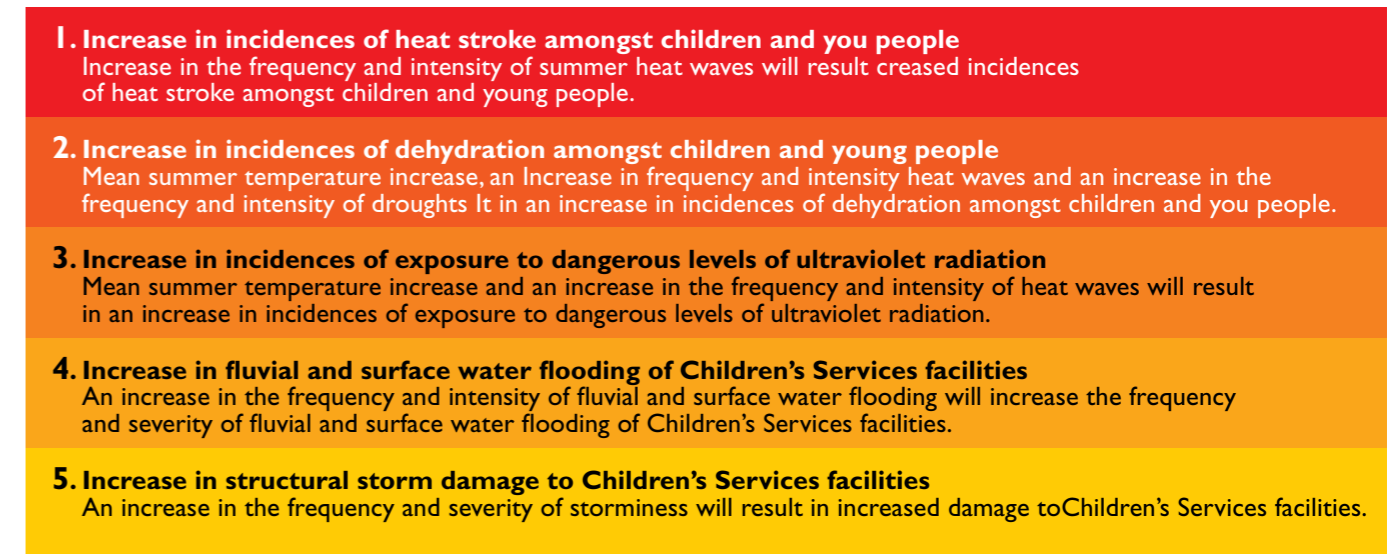 1. Increase in incidences of heat stroke amongst children and you people
Increase in the frequency and intensity of summer heat waves will result creased incidences
of heat stroke amongst children and young people.
2. Increase in incidences of dehydration amongst children and young people
Mean summer temperature increase, an Increase in frequency and intensity heat waves and an increase in the
frequency and intensity of droughts It in an increase in incidences of dehydration amongst children and you people.
3. Increase in incidences of exposure to dangerous levels of ultraviolet radiation
Mean summer temperature increase and an increase in the frequency and intensity of heat waves will result
in an increase in incidences of exposure to dangerous levels of ultraviolet radiation.
4. Increase in fluvial and surface water flooding of Children’s Services facilities
An increase in the frequency and intensity of fluvial and surface water flooding will increase the frequency
and severity of fluvial and surface water flooding of Children’s Services facilities.
5. Increase in structural storm damage to Children’s Services facilities
An increase in the frequency and severity of storminess will result in increased damage toChildren’s Services facilities.